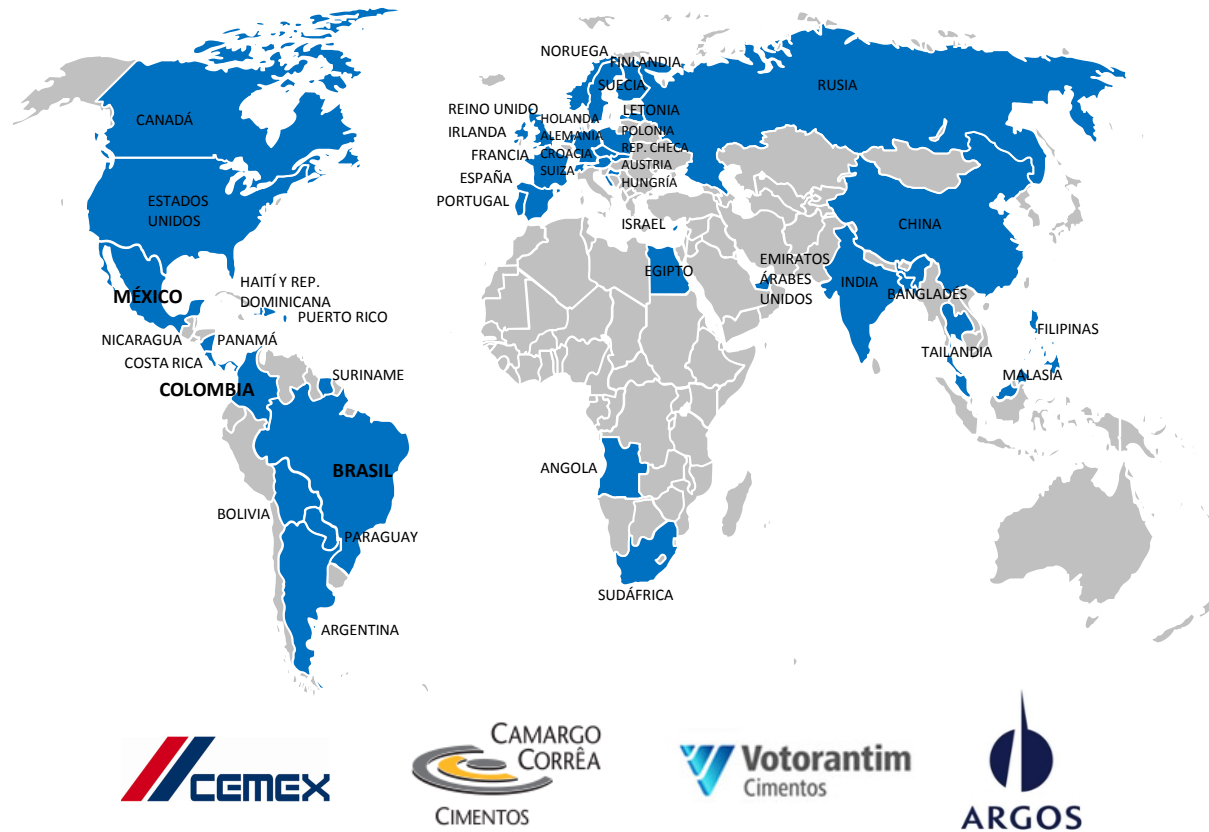 NORUEGA
FINLANDIA
SUECIA
RUSIA
CANADÁ
REINO UNIDO
HOLANDA
LETONIA
IRLANDA
ALEMANIA
POLONIA
FRANCIA
CROACIA
REP. CHECA
SUIZA
AUSTRIA
ESPAÑA
HUNGRÍA
PORTUGAL
ESTADOS
UNIDOS
ISRAEL
CHINA
EGIPTO
EMIRATOS
ÁRABES
UNIDOS
INDIA
BANGLADÉS
MÉXICO
HAITÍ Y REP.
DOMINICANA
PUERTO RICO
NICARAGUA
PANAMÁ
COSTA RICA
FILIPINAS
TAILANDIA
MALASIA
COLOMBIA
SURINAME
BRASIL
ANGOLA
BOLIVIA
PARAGUAY
SUDÁFRICA
ARGENTINA
CEMEX
CAMARGO
CORRÊA
CIMENTOS
Votorantim
Cimentos
ARGOS